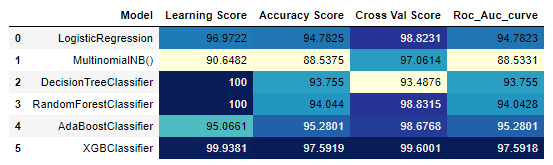 Model Learning Score Accuracy Score Cross Val Score Roc_Auc_curve
0 LogisticRegression 96.9722 94.7825 98.8231 94.7823
1 MultinomialNB() 90.6482 88.5375 97.0614 88.5331
2 DecisionTreeClassifier 100 93.755 93.4876 93.755
3 RandomForestClassifier 100 94.044 98.8315 94.0428
4 AdaBoostClassifier 95.0661 95.2801 98.6768 95.2801
5 XGBClassifier 99.9381 97.5919 99.6001 97.5918